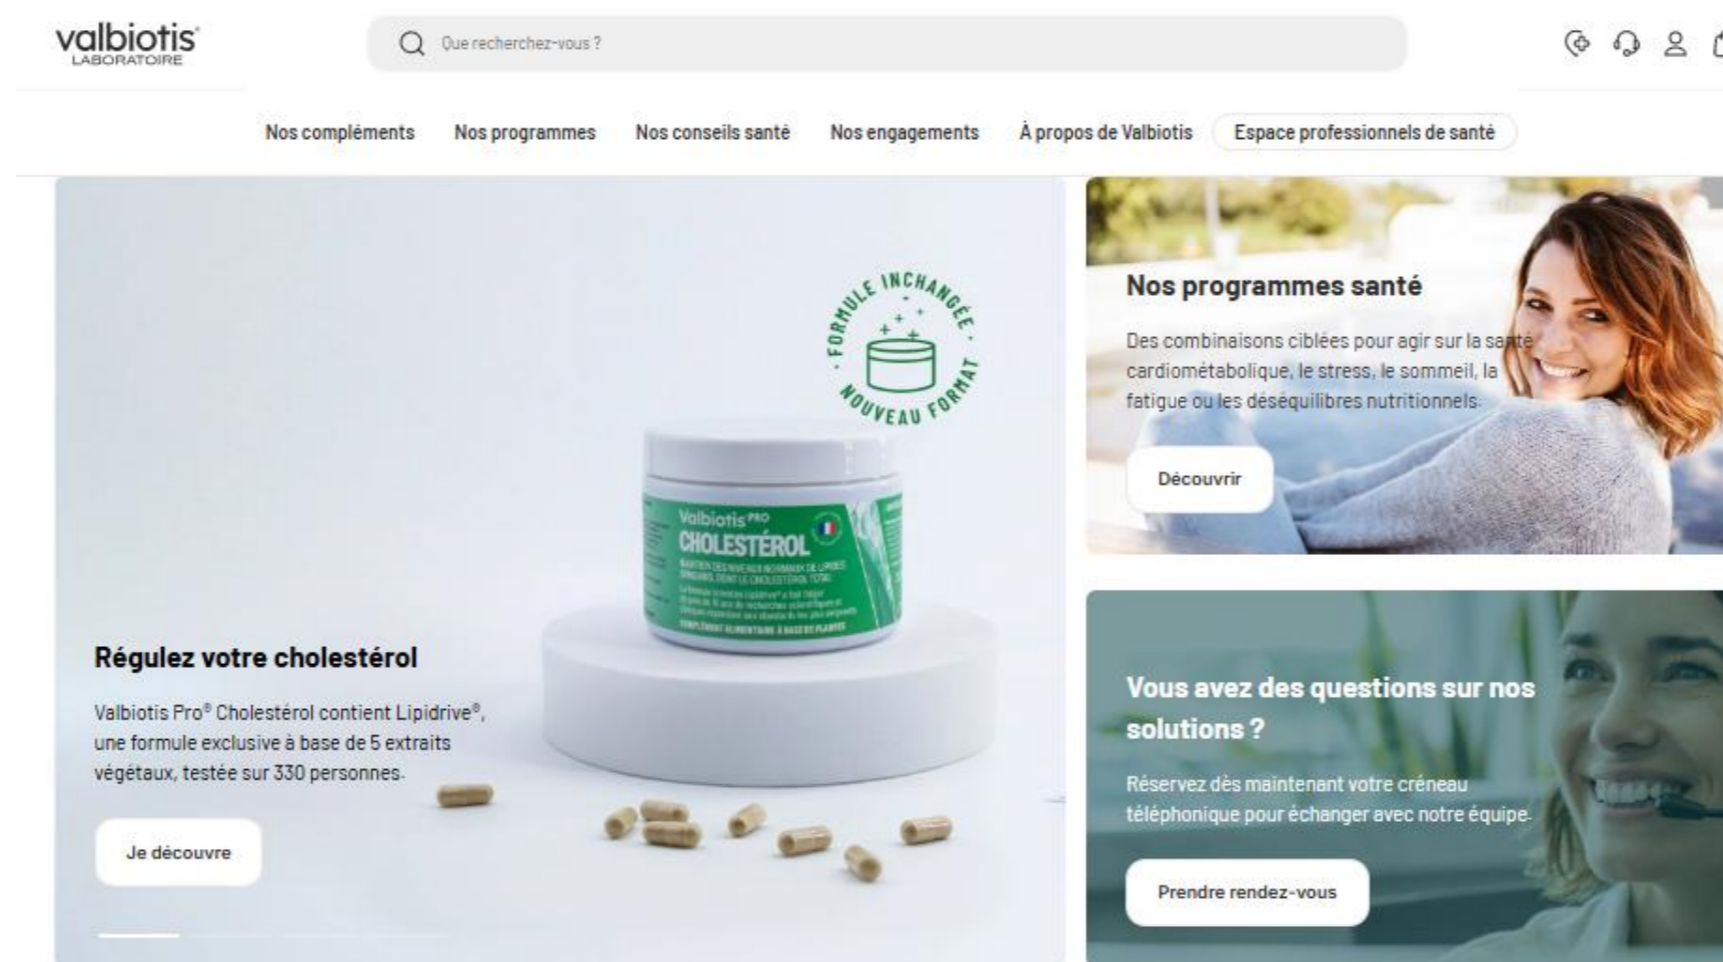 valbiotis
LABORATOIRE
Que recherchez-vous ?
Nos compléments
Nos programmes
Nos conseils santé
Nos engagements
À propos de Valbiotis
Espace professionnels de santé
FORMULE INCHANGÉE · NOUVEAU FORMAT ·
Valbiotis PRO
CHOLESTÉROL
COMPLÉMENT ALIMENTAIRE À BASE DE PLANTES
Régulez votre cholestérol
Valbiotis Pro® Cholestérol contient Lipidrive®,
une formule exclusive à base de 5 extraits
végétaux, testée sur 330 personnes.
Je découvre
Nos programmes santé
Des combinaisons ciblées pour agir sur la santé
cardiométabolique, le stress, le sommeil, la
fatigue ou les déséquilibres nutritionnels.
Découvrir
Vous avez des questions sur nos
solutions ?
Réservez dès maintenant votre créneau
téléphonique pour échanger avec notre équipe.
Prendre rendez-vous